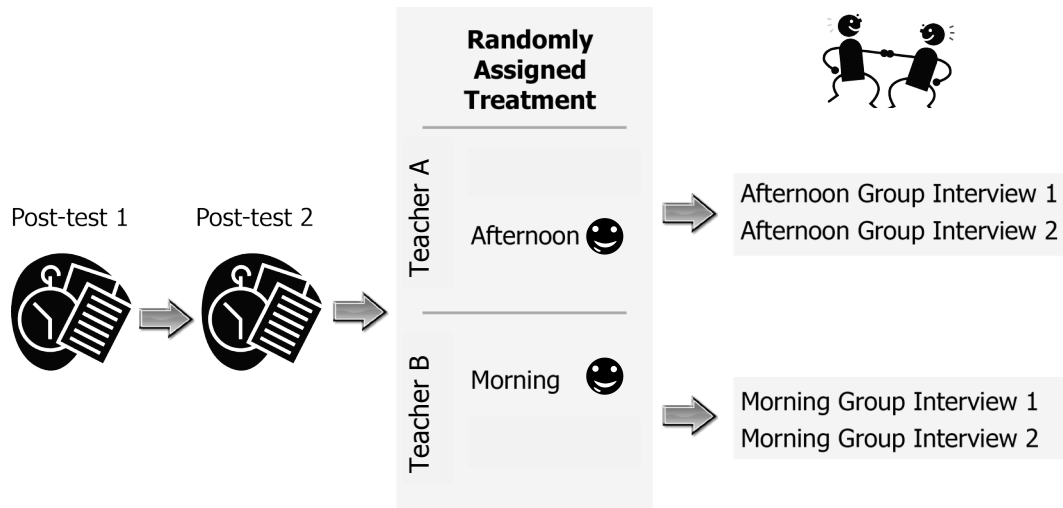 Post-test 1
Post-test 2
Randomly
Assigned
Treatment
Teacher A
Afternoon
Teacher B
Morning
Afternoon Group Interview 1
Afternoon Group Interview 2
Morning Group Interview 1
Morning Group Interview 2